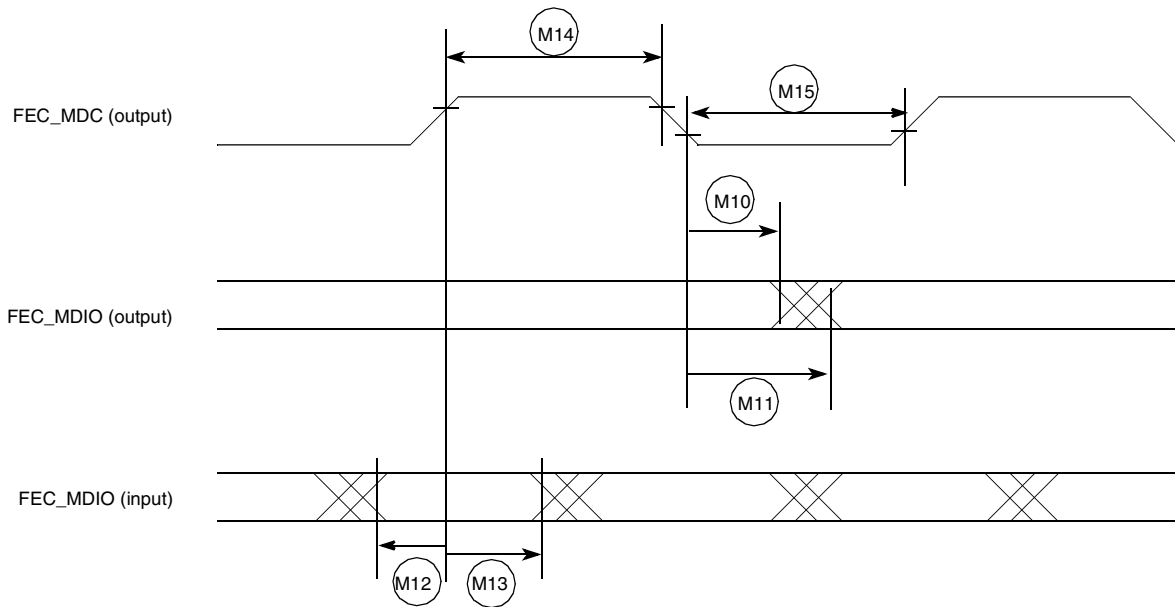 M14
FEC_MDC (output)
M15
M10
FEC_MDIO (output)
M11
FEC_MDIO (input)
M12
M13